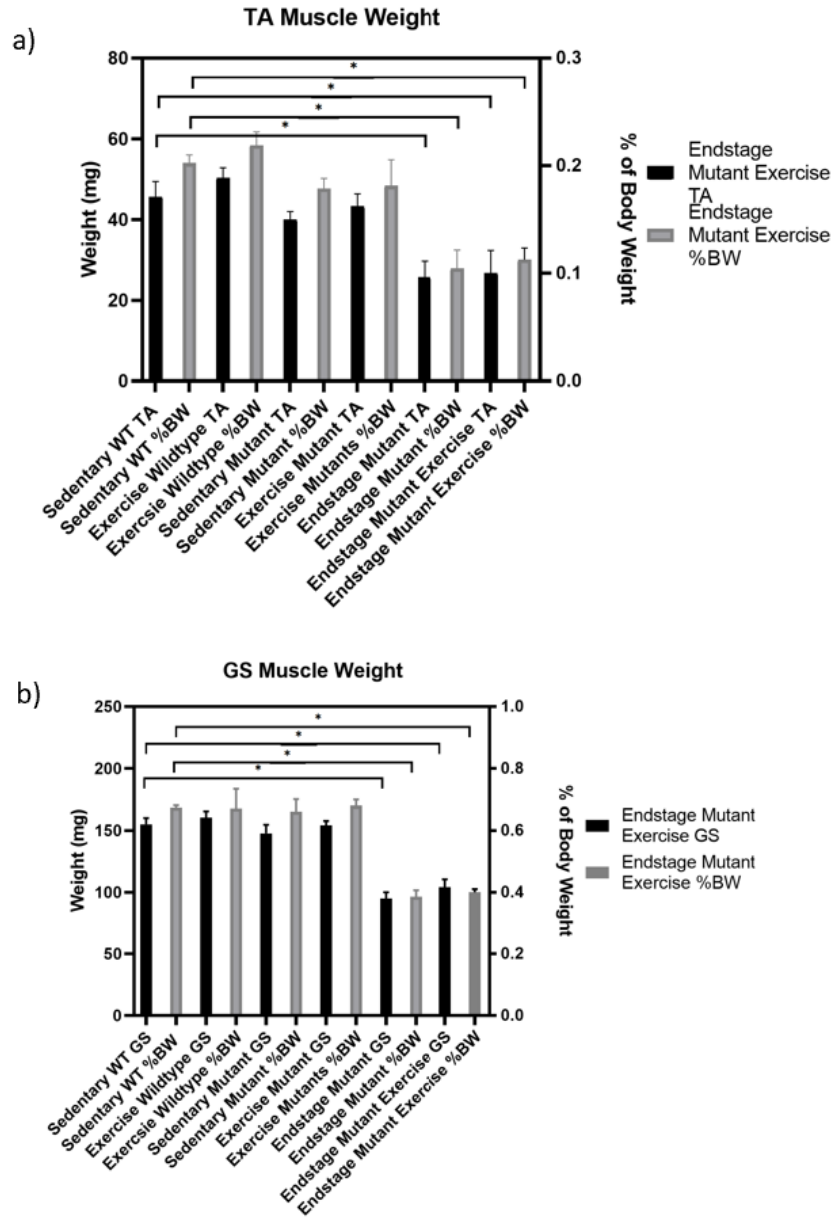 a)
TA Muscle Weight
80
60
40
20
0
Weight (mg)
0.3
0.2
0.1
0.0
% of Body Weight
*
*
*
*
Endstage
Mutant Exercise
TA
Endstage
Mutant Exercise
%BW
Sedentary WT TA
Sedentary WT %BW
Exercise Wildtype TA
Exercsie Wildtype %BW
Sedentary Mutant TA
Sedentary Mutant %BW
Exercise Mutant TA
Exercise Mutants %BW
Endstage Mutant TA
Endstage Mutant %BW
Endstage Mutant Exercise TA
Endstage Mutant Exercise %BW
b)
GS Muscle Weight
250
200
150
100
50
0
Weight (mg)
1.0
0.8
0.6
0.4
0.2
0.0
% of Body Weight
*
*
*
*
Endstage Mutant
Exercise GS
Endstage Mutant
Exercise %BW
Sedentary WT GS
Sedentary WT %BW
Exercise Wildtype GS
Exercsie Wildtype %BW
Sedentary Mutant GS
Sedentary Mutant %BW
Exercise Mutant GS
Exercise Mutants %BW
Endstage Mutant GS
Endstage Mutant %BW
Endstage Mutant Exercise GS
Endstage Mutant Exercise %BW